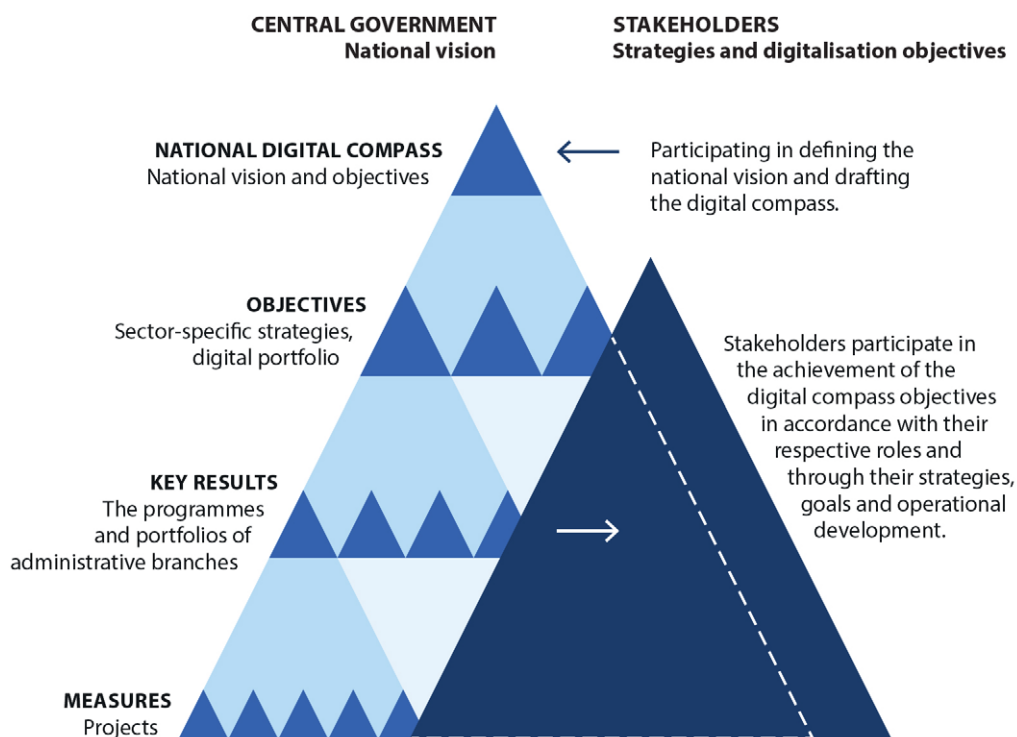 CENTRAL GOVERNMENT
National vision
STAKEHOLDERS
Strategies and digitalisation objectives
NATIONAL DIGITAL COMPASS
National vision and objectives
Participating in defining the
national vision and drafting
the digital compass.
OBJECTIVES
Sector-specific strategies,
digital portfolio
Stakeholders participate in
the achievement of the
digital compass objectives
in accordance with their
respective roles and
through their strategies,
goals and operational
development.
KEY RESULTS
The programmes
and portfolios of
administrative branches
MEASURES
Projects